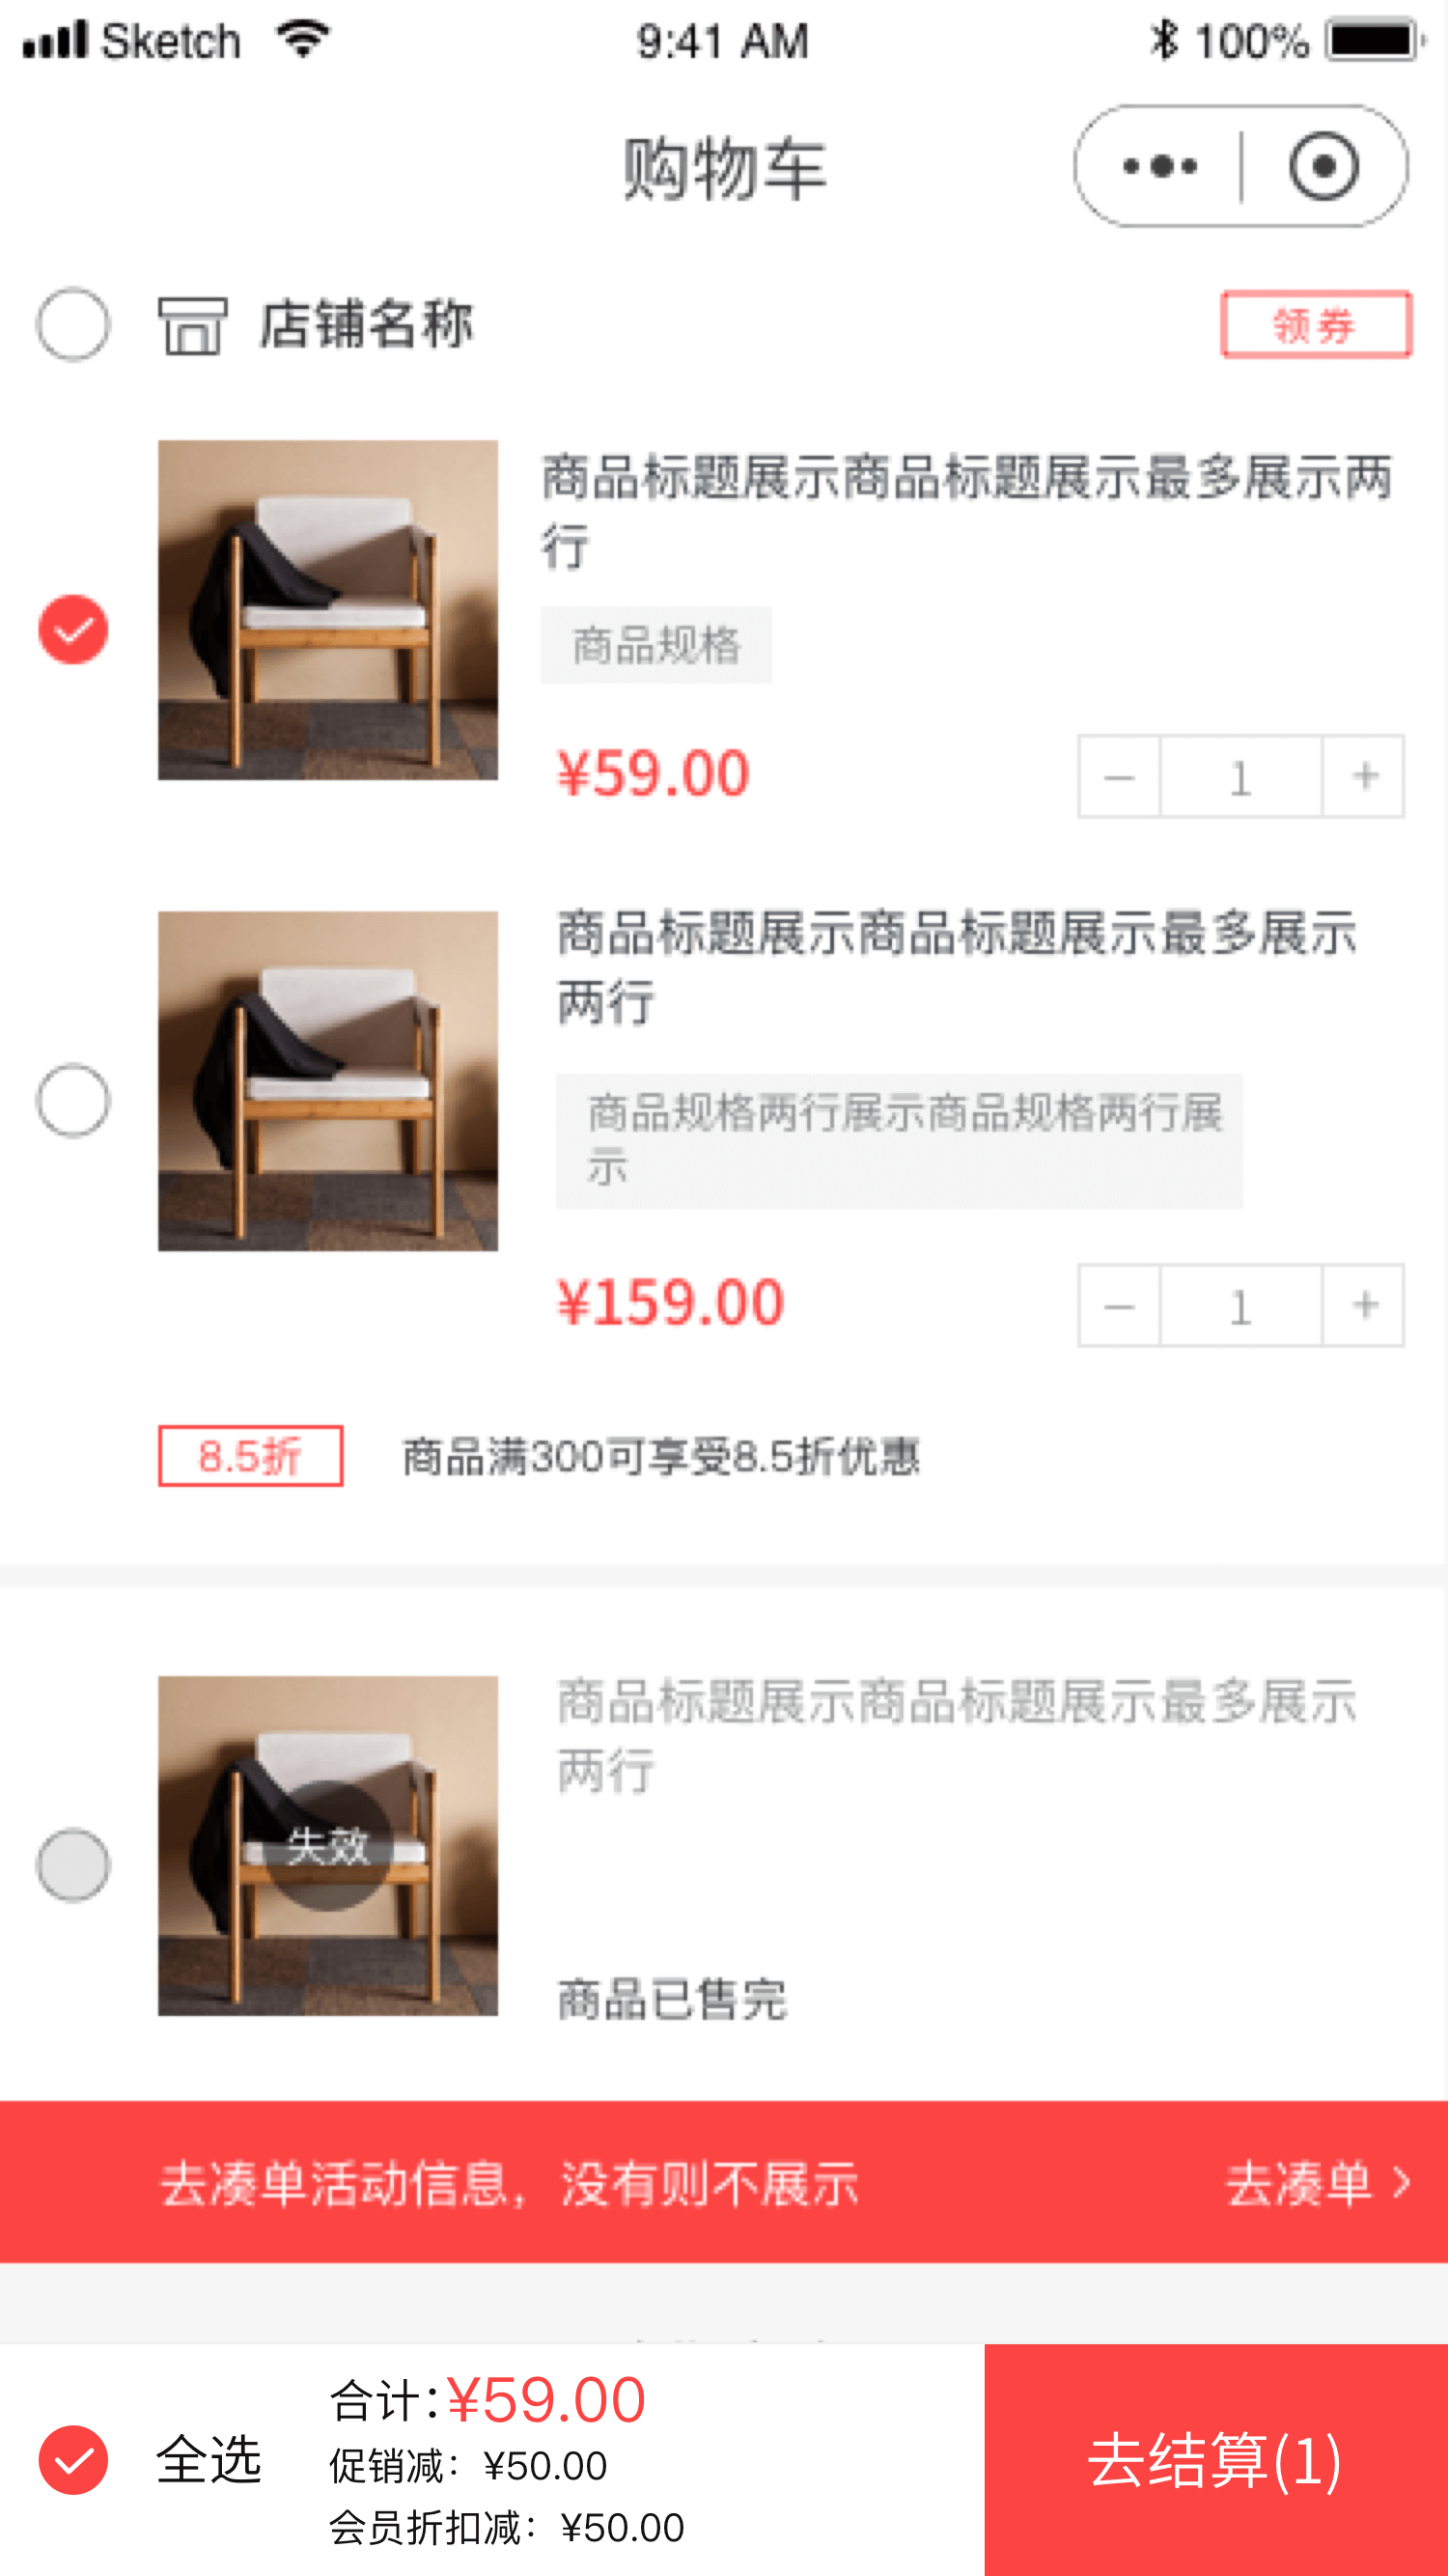 Sketch 9:41 AM 100%
购物车
店铺名称 领券
商品标题展示商品标题展示最多展示两
行
商品规格
¥59.00 1
商品标题展示商品标题展示最多展示
两行
商品规格两行展示商品规格两行展
示
¥159.00 1
8.5折 商品满300可享受8.5折优惠
商品标题展示商品标题展示最多展示
两行
失效
商品已售完
去凑单活动信息，没有则不展示 去凑单
合计：¥59.00
全选
促销减：¥50.00
会员折扣减：¥50.00
去结算(1)